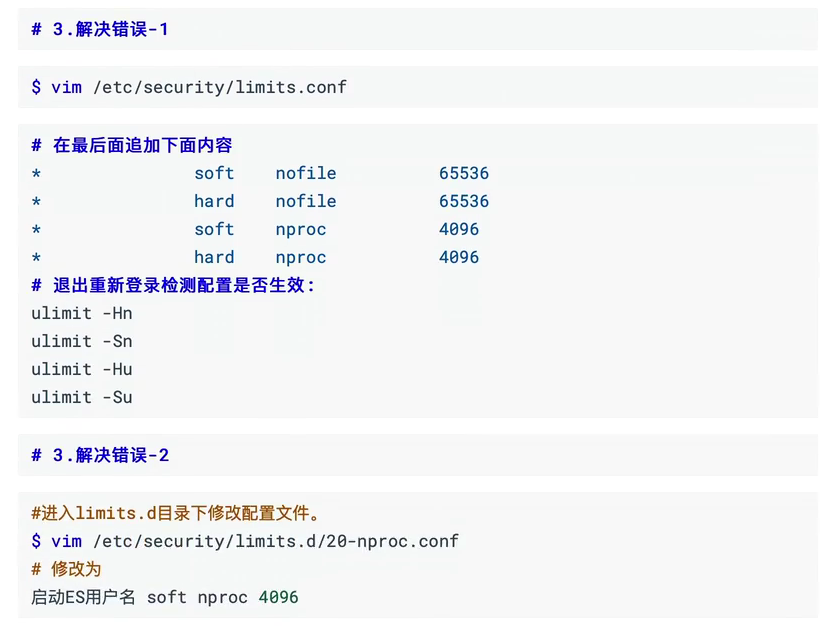 # 3.解决错误-1
$ vim /etc/security/limits.conf
# 在最后面追加下面内容
* soft nofile 65536
* hard nofile 65536
* soft nproc 4096
* hard nproc 4096
# 退出重新登录检测配置是否生效:
ulimit -Hn
ulimit -Sn
ulimit -Hu
ulimit -Su
# 3.解决错误-2
#进入limits.d目录下修改配置文件。
$ vim /etc/security/limits.d/20-nproc.conf
# 修改为
启动ES用户名 soft nproc 4096